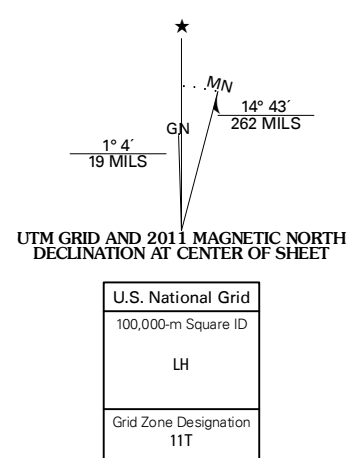 ★
MN
14° 43´
262 MILS
GN
1° 4´
19 MILS
UTM GRID AND 2011 MAGNETIC NORTH
DECLINATION AT CENTER OF SHEET
U.S. National Grid
100,000-m Square ID
LH
Grid Zone Designation
11T